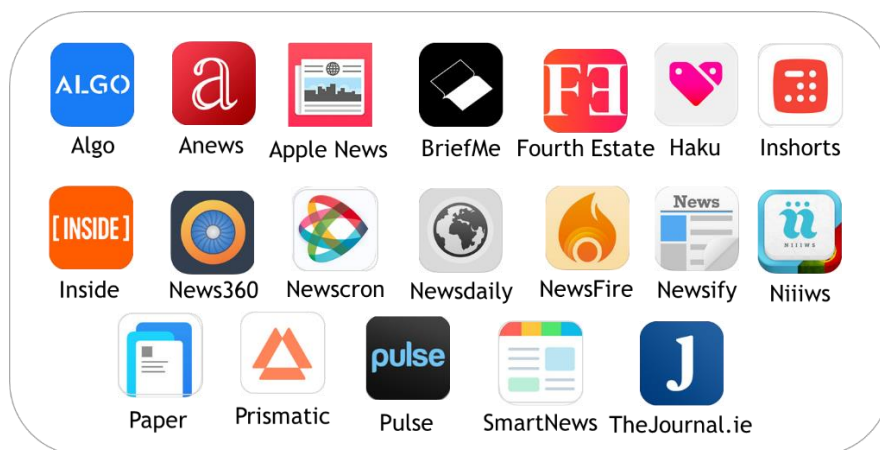 ALGO
a
FE
Algo Anews Apple News BriefMe Fourth Estate Haku Inshorts
[INSIDE]
News
NIIIWS
Inside News360 Newscron Newsdaily NewsFire Newsify Niiiws
pulse
J
Paper Prismatic Pulse SmartNews TheJournal.ie